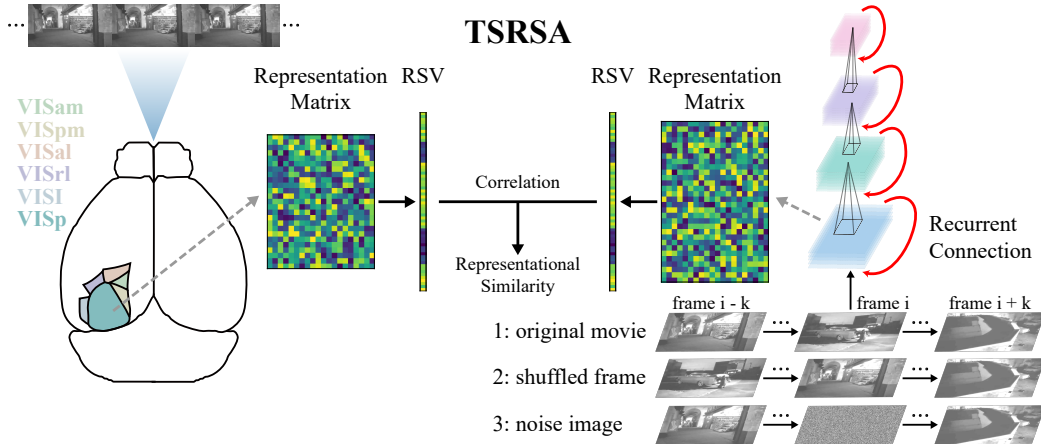 TSRSA
...
...
Representation
Matrix
RSV
RSV
Representation
Matrix
VISam
VISpm
VISal
VISrl
VISl
VISp
Correlation
Representational
Similarity
Recurrent
Connection
frame i - k
frame i
frame i + k
1: original movie
...
...
2: shuffled frame
...
...
3: noise image
...
...